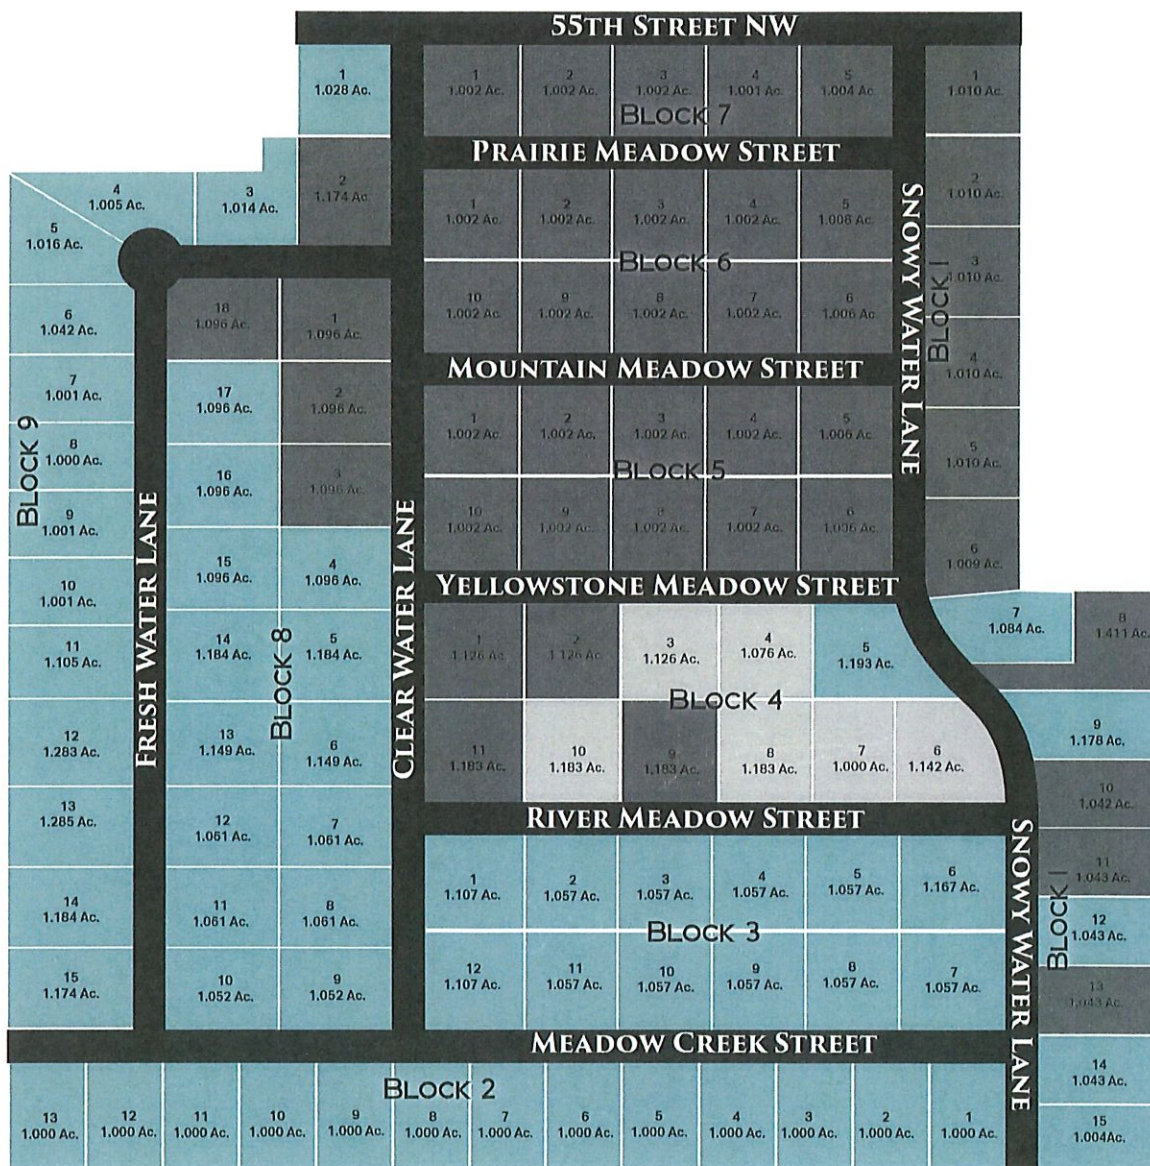 55TH STREET NW
1
1.028 Ac.
1
1.002 Ac.
2
1.002 Ac.
3
1.002 Ac.
4
1.001 Ac.
5
1.004 Ac.
1
1.010 Ac.
BLOCK 7
PRAIRIE MEADOW STREET
2
1.174 Ac.
3
1.014 Ac.
4
1.005 Ac.
5
1.016 Ac.
1
1.002 Ac.
2
1.002 Ac.
3
1.002 Ac.
4
1.002 Ac.
5
1.006 Ac.
BLOCK 6
10
1.002 Ac.
9
1.002 Ac.
8
1.002 Ac.
7
1.002 Ac.
6
1.006 Ac.
SNOWY WATER LANE
2
1.010 Ac.
3
1.010 Ac.
BLOCK 1
4
1.010 Ac.
5
1.010 Ac.
6
1.009 Ac.
MOUNTAIN MEADOW STREET
1
1.002 Ac.
2
1.002 Ac.
3
1.002 Ac.
4
1.002 Ac.
5
1.006 Ac.
BLOCK 5
10
1.002 Ac.
9
1.002 Ac.
8
1.002 Ac.
7
1.002 Ac.
6
1.006 Ac.
YELLOWSTONE MEADOW STREET
6
1.042 Ac.
7
1.001 Ac.
8
1.000 Ac.
BLOCK 9
9
1.001 Ac.
10
1.001 Ac.
11
1.105 Ac.
12
1.283 Ac.
13
1.285 Ac.
14
1.184 Ac.
15
1.174 Ac.
FRESH WATER LANE
18
1.096 Ac.
1
1.096 Ac.
17
1.096 Ac.
2
1.096 Ac.
16
1.096 Ac.
3
1.096 Ac.
15
1.096 Ac.
4
1.096 Ac.
14
1.184 Ac.
5
1.184 Ac.
BLOCK 8
13
1.149 Ac.
6
1.149 Ac.
12
1.061 Ac.
7
1.061 Ac.
11
1.061 Ac.
8
1.061 Ac.
10
1.052 Ac.
9
1.052 Ac.
CLEAR WATER LANE
1
1.126 Ac.
2
1.126 Ac.
3
1.126 Ac.
4
1.076 Ac.
5
1.193 Ac.
BLOCK 4
11
1.183 Ac.
10
1.183 Ac.
9
1.183 Ac.
8
1.183 Ac.
7
1.000 Ac.
6
1.142 Ac.
7
1.084 Ac.
8
1.411 Ac.
9
1.178 Ac.
10
1.042 Ac.
11
1.043 Ac.
BLOCK 1
12
1.043 Ac.
13
1.043 Ac.
14
1.043 Ac.
15
1.004Ac.
SNOWY WATER LANE
RIVER MEADOW STREET
1
1.107 Ac.
2
1.057 Ac.
3
1.057 Ac.
4
1.057 Ac.
5
1.057 Ac.
6
1.167 Ac.
BLOCK 3
12
1.107 Ac.
11
1.057 Ac.
10
1.057 Ac.
9
1.057 Ac.
8
1.057 Ac.
7
1.057 Ac.
MEADOW CREEK STREET
BLOCK 2
13
1.000 Ac.
12
1.000 Ac.
11
1.000 Ac.
10
1.000 Ac.
9
1.000 Ac.
8
1.000 Ac.
7
1.000 Ac.
6
1.000 Ac.
5
1.000 Ac.
4
1.000 Ac.
3
1.000 Ac.
2
1.000 Ac.
1
1.000 Ac.